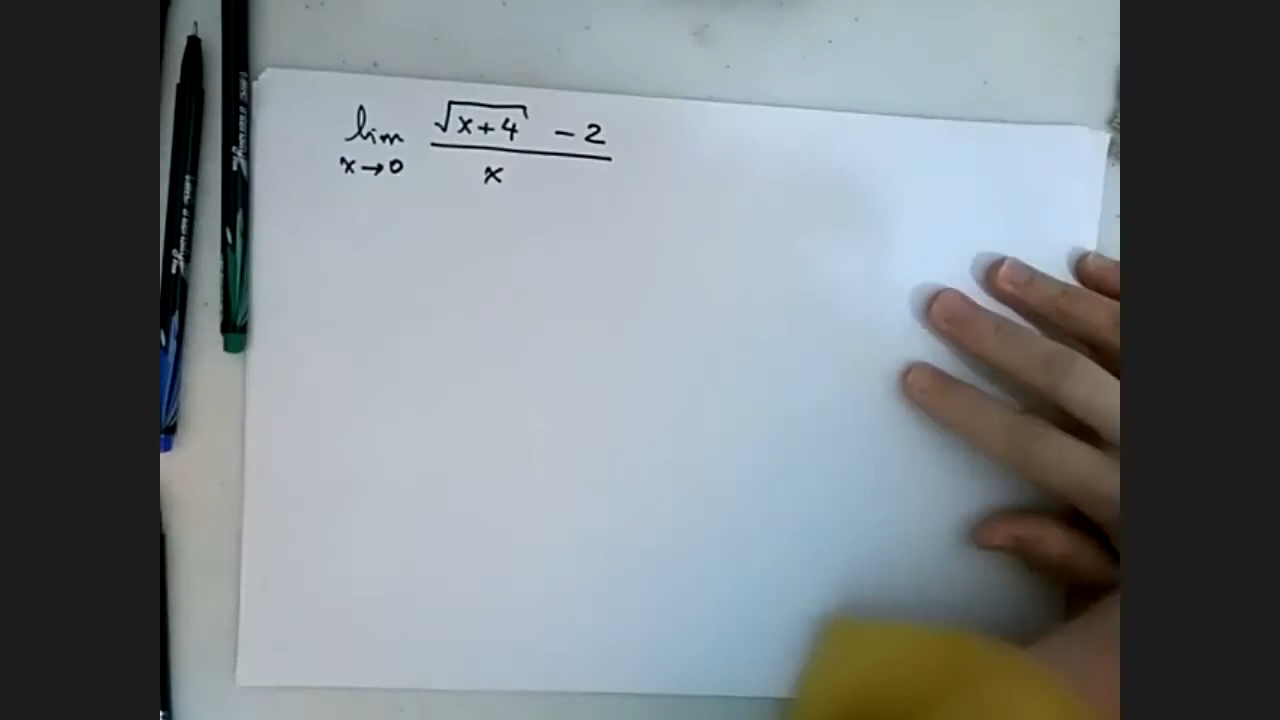 lim √(x+4) - 2
x→0 x